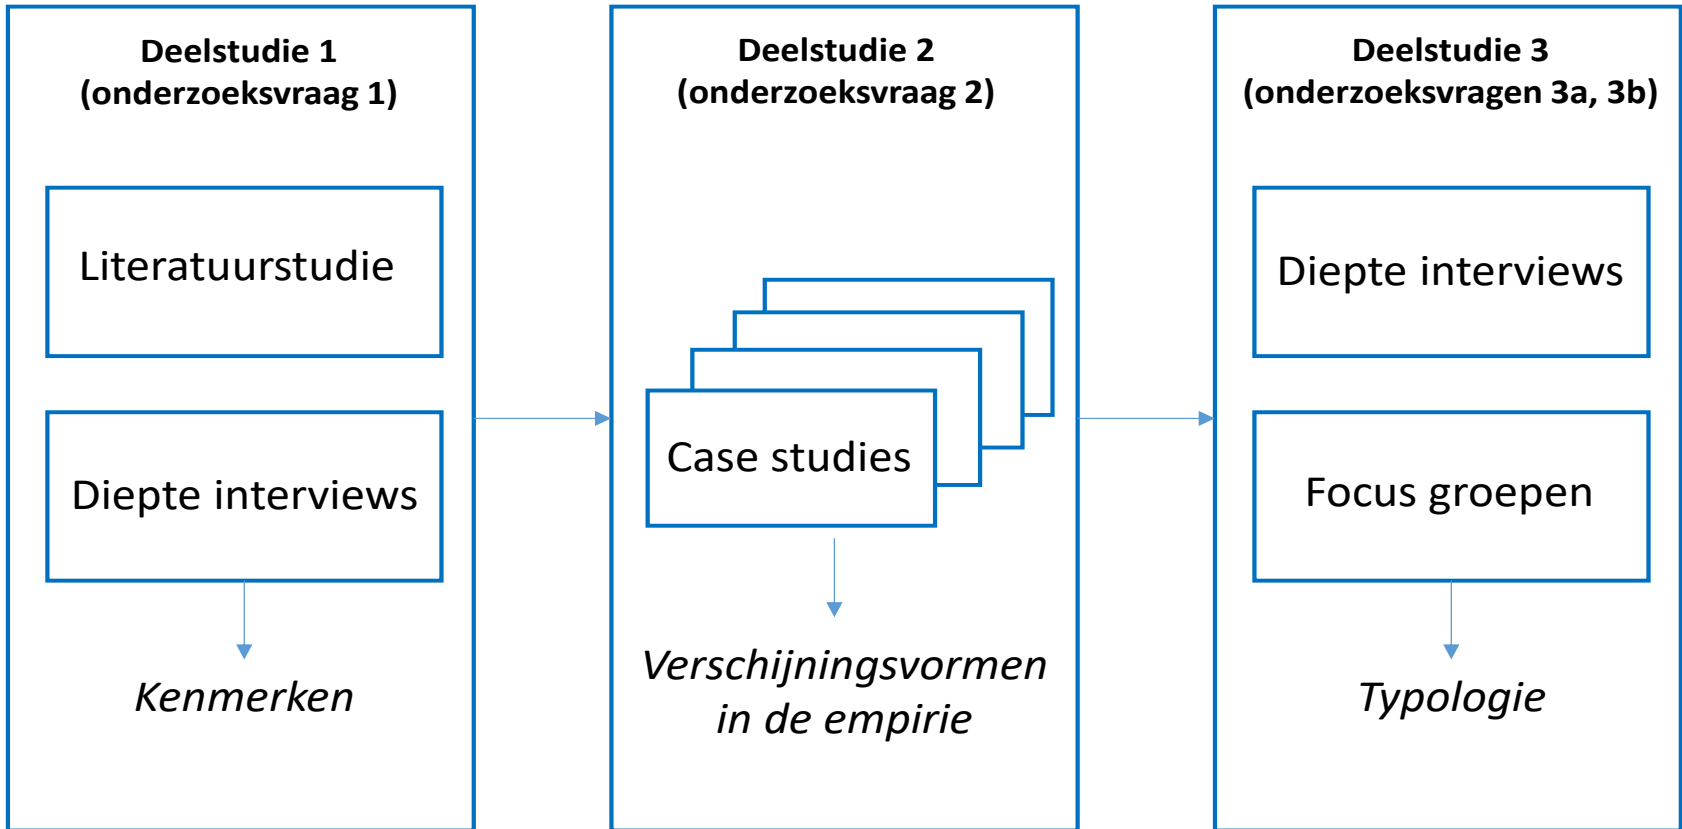 Deelstudie 1
(onderzoeksvraag 1)
Literatuurstudie
Diepte interviews
Kenmerken
Deelstudie 2
(onderzoeksvraag 2)
Case studies
Verschijningsvormen
in de empirie
Deelstudie 3
(onderzoeksvragen 3a, 3b)
Diepte interviews
Focus groepen
Typologie